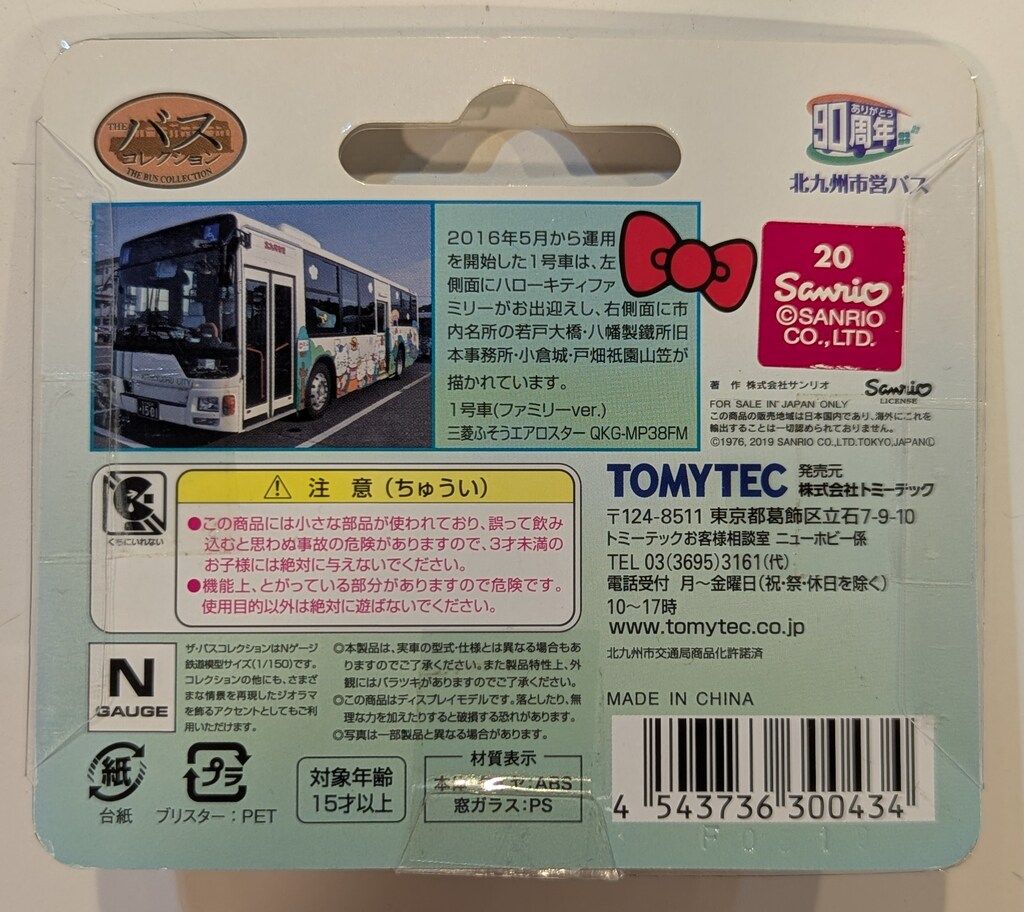 THE バス
コレクション
THE BUS COLLECTION
ありがとう
90周年
北九州市営バス
2016年5月から運用
を開始した1号車は、左
側面にハローキティファ
ミリーがお出迎えし、右側面に市
内名所の若戸大橋・八幡製鐵所旧
本事務所・小倉城・戸畑祇園山笠が
描かれています。
1号車(ファミリーver.)
三菱ふそうエアロスター QKG-MP38FM
20
Sanrio
©SANRIO
CO.,LTD.
著作 株式会社サンリオ
Sanrio
LICENSE
FOR SALE IN JAPAN ONLY
この商品の販売地域は日本国内であり、海外にこれを
輸出することは一切認められておりません。
©1976, 2019 SANRIO CO.,LTD.TOKYO,JAPANⓁ
くちにいれない
注 意(ちゅうい)
●この商品には小さな部品が使われており、誤って飲み
込むと思わぬ事故の危険がありますので、3才未満の
お子様には絶対に与えないでください。
●機能上、とがっている部分がありますので危険です。
使用目的以外は絶対に遊ばないでください。
TOMYTEC 発売元
株式会社トミーテック
〒124-8511 東京都葛飾区立石7-9-10
トミーテックお客様相談室 ニューホビー係
TEL 03(3695)3161(代)
電話受付 月～金曜日(祝・祭・休日を除く)
10～17時
www.tomytec.co.jp
北九州市交通局商品化許諾済
N
GAUGE
ザ・バスコレクションはNゲージ
鉄道模型サイズ(1/150)です。
コレクションの他にも、さまざ
まな情景を再現したジオラマ
を飾るアクセントとしてもご利
用いただけます。
◎本製品は、実車の型式・仕様とは異なる場合もあ
りますのでご了承ください。また製品特性上、外
観にはバラツキがありますのでご了承ください。
◎この商品はディスプレイモデルです。落としたり、無
理な力を加えたりすると破損する恐れがあります。
◎写真は一部製品と異なる場合があります。
MADE IN CHINA
紙
台紙
プラ
ブリスター：PET
対象年齢
15才以上
材質表示
ABS
窓ガラス：PS
4 543736 300434